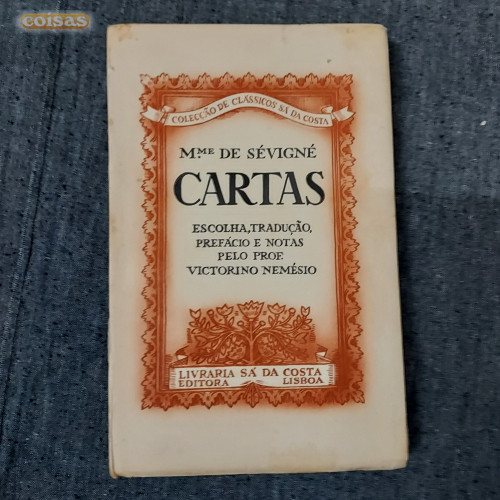 coisas
COLECÇÃO DE CLÁSSICOS SÁ DA COSTA
M.ME DE SÉVIGNÉ
CARTAS
ESCOLHA, TRADUÇÃO,
PREFÁCIO E NOTAS
PELO PROF.
VICTORINO NEMÉSIO
LIVRARIA SÁ DA COSTA
EDITORA LISBOA